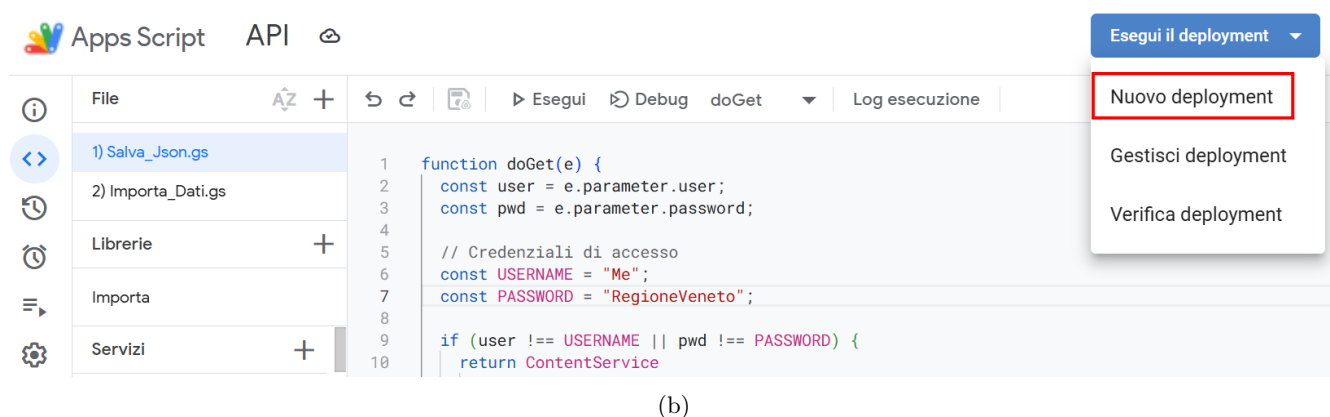 Apps Script API Esegui il deployment
File AZ Esegui Debug doGet Log esecuzione Nuovo deployment
1) Salva_Json.gs
2) Importa_Dati.gs
Librerie
Importa
Servizi
1 function doGet(e) {
2 const user = e.parameter.user;
3 const pwd = e.parameter.password;
4
5 // Credenziali di accesso
6 const USERNAME = "Me";
7 const PASSWORD = "RegioneVeneto";
8
9 if (user !== USERNAME || pwd !== PASSWORD) {
10 return ContentService
Gestisci deployment
Verifica deployment
(b)